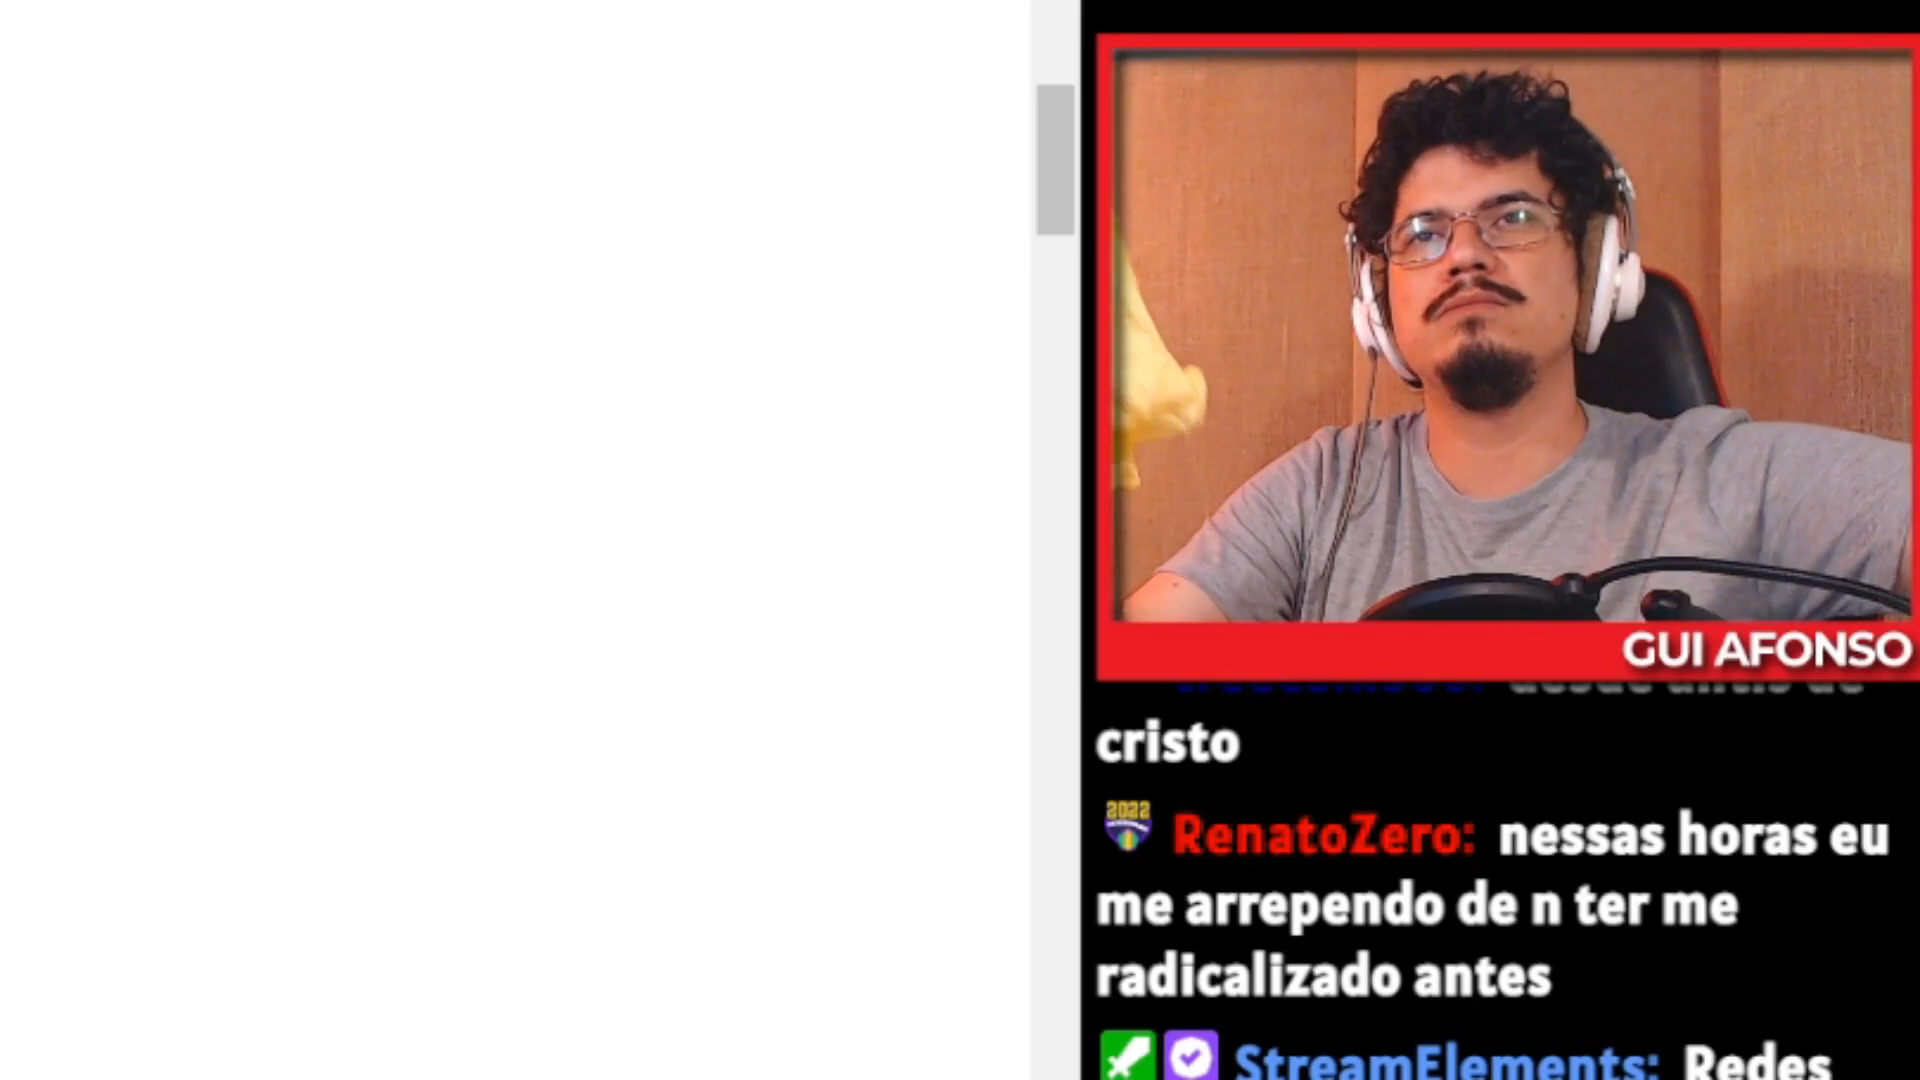 GUI AFONSO
cristo
2022 RenatoZero: nessas horas eu
me arrependo de n ter me
radicalizado antes
StreamElements: Redes